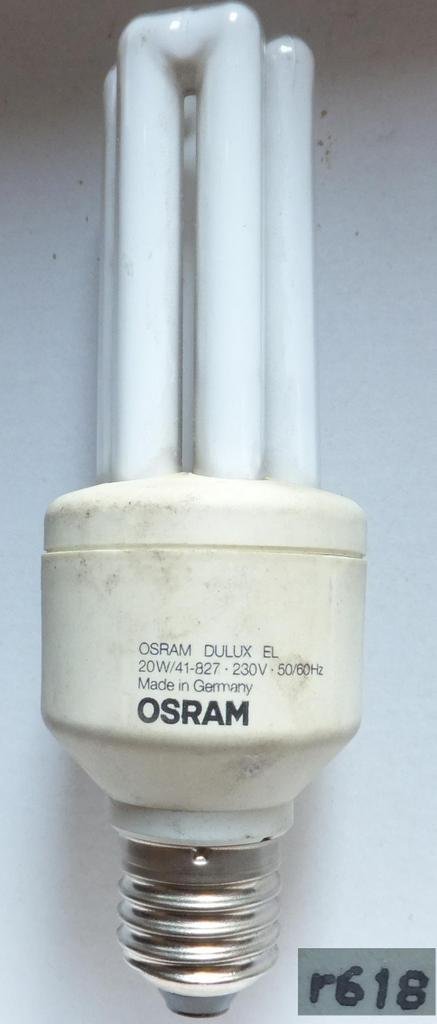 OSRAM DULUX EL
20W/41-827 · 230V · 50/60Hz
Made in Germany
OSRAM
r618